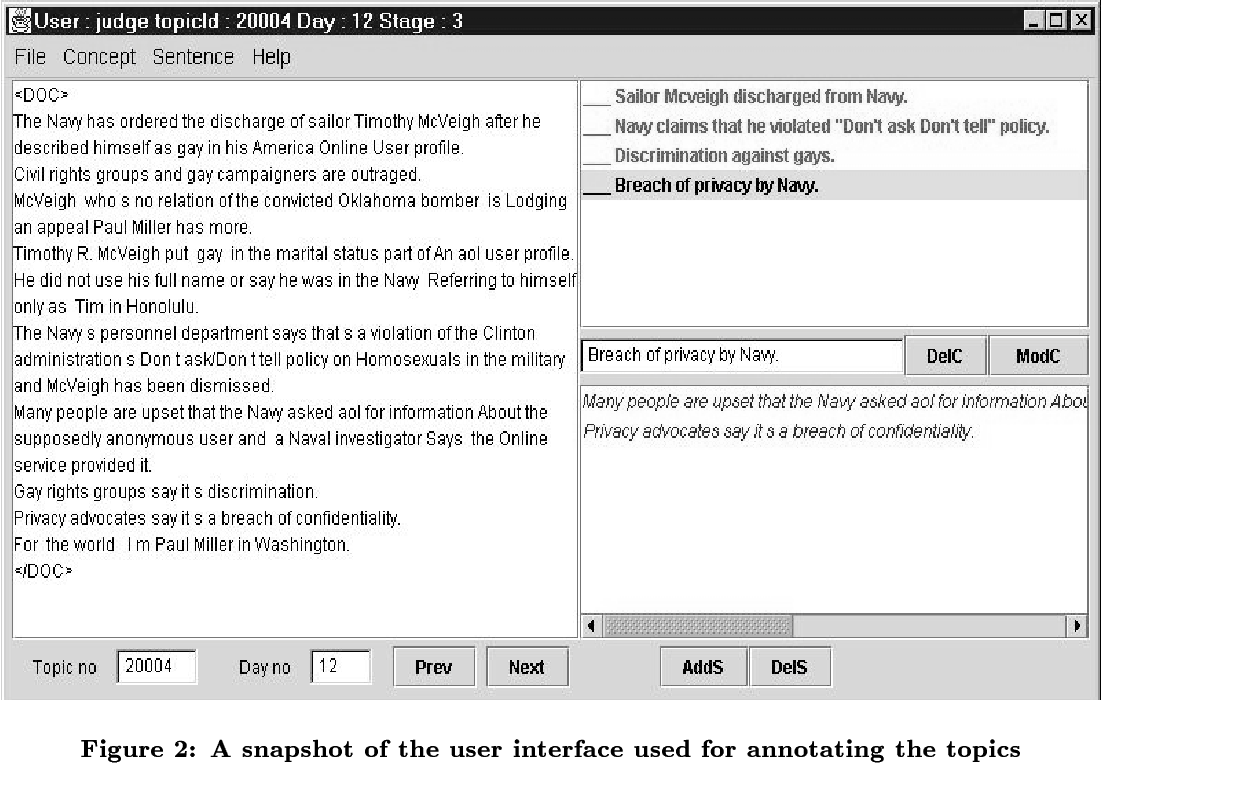 User : judge topicId : 20004 Day : 12 Stage : 3
File Concept Sentence Help
<DOC>
The Navy has ordered the discharge of sailor Timothy McVeigh after he
described himself as gay in his America Online User profile.
Civil rights groups and gay campaigners are outraged.
McVeigh who s no relation of the convicted Oklahoma bomber is Lodging
an appeal Paul Miller has more.
Timothy R. McVeigh put gay in the marital status part of An aol user profile.
He did not use his full name or say he was in the Navy Referring to himself
only as Tim in Honolulu.
The Navy s personnel department says that s a violation of the Clinton
administration s Don t ask/Don t tell policy on Homosexuals in the military
and McVeigh has been dismissed.
Many people are upset that the Navy asked aol for information About the
supposedly anonymous user and a Naval investigator Says the Online
service provided it.
Gay rights groups say it s discrimination.
Privacy advocates say it s a breach of confidentiality.
For the world I m Paul Miller in Washington.
</DOC>
___ Sailor Mcveigh discharged from Navy.
___ Navy claims that he violated "Don't ask Don't tell" policy.
___ Discrimination against gays.
___ Breach of privacy by Navy.
Breach of privacy by Navy. DelC ModC
Many people are upset that the Navy asked aol for information Abou
Privacy advocates say it s a breach of confidentiality.
Topic no 20004 Day no 12 Prev Next AddS DelS
Figure 2: A snapshot of the user interface used for annotating the topics